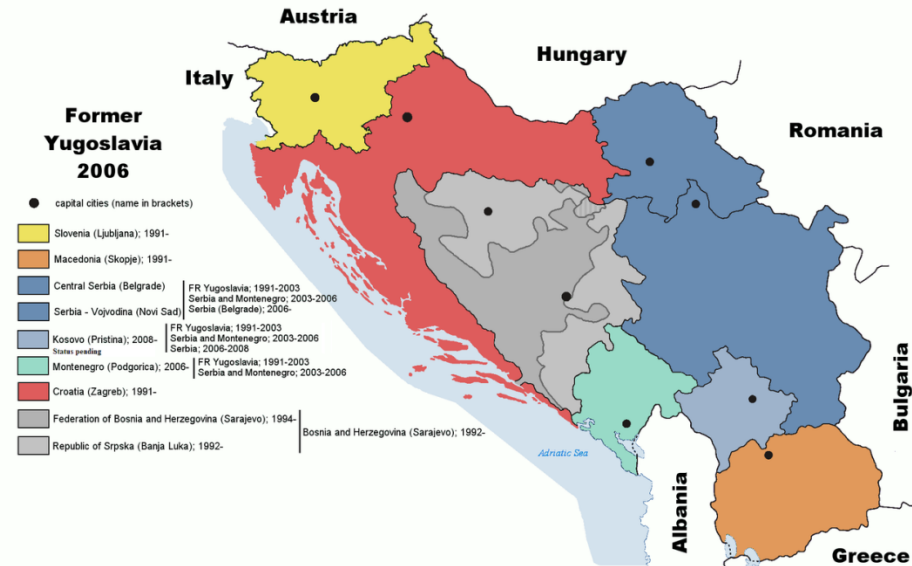 Austria
Hungary
Italy
Romania
Former
Yugoslavia
2006
capital cities (name in brackets)
Slovenia (Ljubljana); 1991-
Macedonia (Skopje); 1991-
Central Serbia (Belgrade)
Serbia - Vojvodina (Novi Sad)
FR Yugoslavia; 1991-2003
Serbia and Montenegro; 2003-2006
Serbia (Belgrade); 2006-
Kosovo (Pristina); 2008-
Status pending
FR Yugoslavia; 1991-2003
Serbia and Montenegro; 2003-2006
Serbia; 2006-2008
Montenegro (Podgorica); 2006-
FR Yugoslavia; 1991-2003
Serbia and Montenegro; 2003-2006
Croatia (Zagreb); 1991-
Federation of Bosnia and Herzegovina (Sarajevo); 1994-
Republic of Srpska (Banja Luka); 1992-
Bosnia and Herzegovina (Sarajevo); 1992-
Adriatic Sea
Albania
Bulgaria
Greece